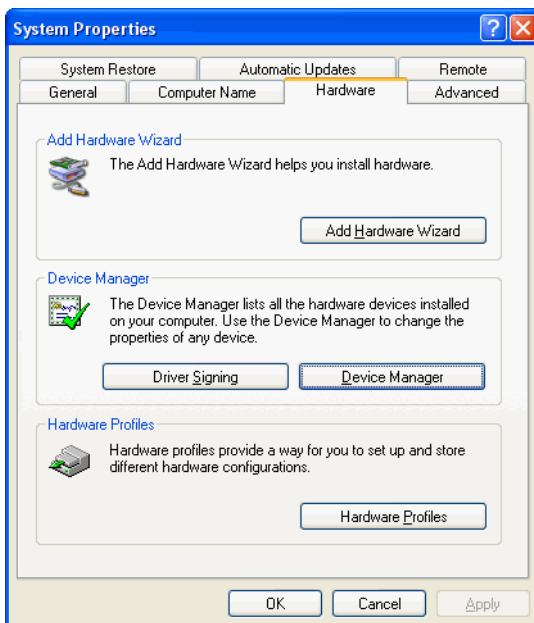 System Properties
System Restore
Automatic Updates
Remote
General
Computer Name
Hardware
Advanced
Add Hardware Wizard
The Add Hardware Wizard helps you install hardware.
Add Hardware Wizard
Device Manager
The Device Manager lists all the hardware devices installed
on your computer. Use the Device Manager to change the
properties of any device.
Driver Signing
Device Manager
Hardware Profiles
Hardware profiles provide a way for you to set up and store
different hardware configurations.
Hardware Profiles
OK
Cancel
Apply